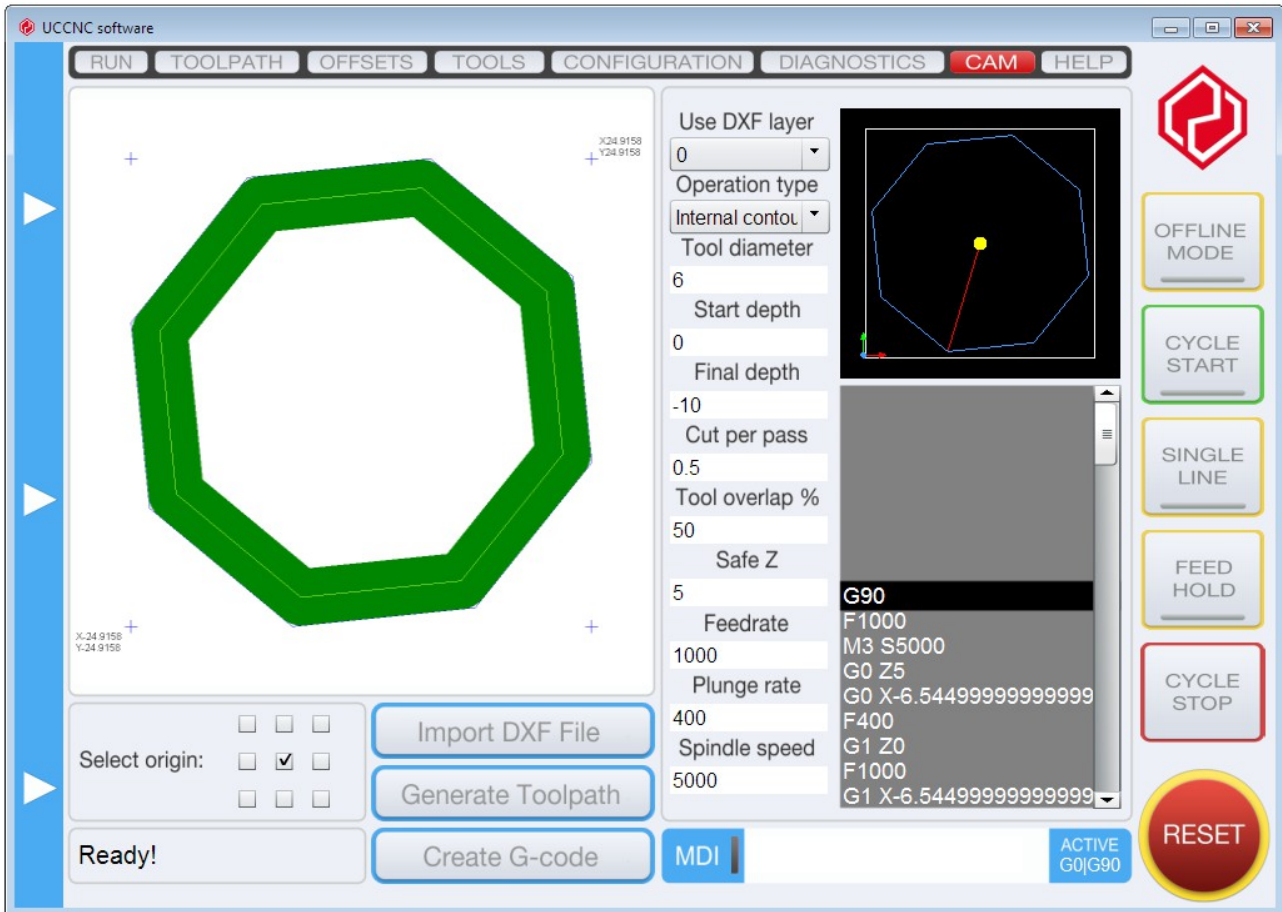 UCCNC software
RUN TOOLPATH OFFSETS TOOLS CONFIGURATION DIAGNOSTICS CAM HELP
X24.9158
Y24.9158
X-24.9158
Y-24.9158
Select origin:
Import DXF File
Generate Toolpath
Ready!
Create G-code
Use DXF layer
0
Operation type
Internal contou
Tool diameter
6
Start depth
0
Final depth
-10
Cut per pass
0.5
Tool overlap %
50
Safe Z
5
Feedrate
1000
Plunge rate
400
Spindle speed
5000
G90
F1000
M3 S5000
G0 Z5
G0 X-6.54499999999999
F400
G1 Z0
F1000
G1 X-6.54499999999999
MDI
ACTIVE
G0|G90
OFFLINE
MODE
CYCLE
START
SINGLE
LINE
FEED
HOLD
CYCLE
STOP
RESET